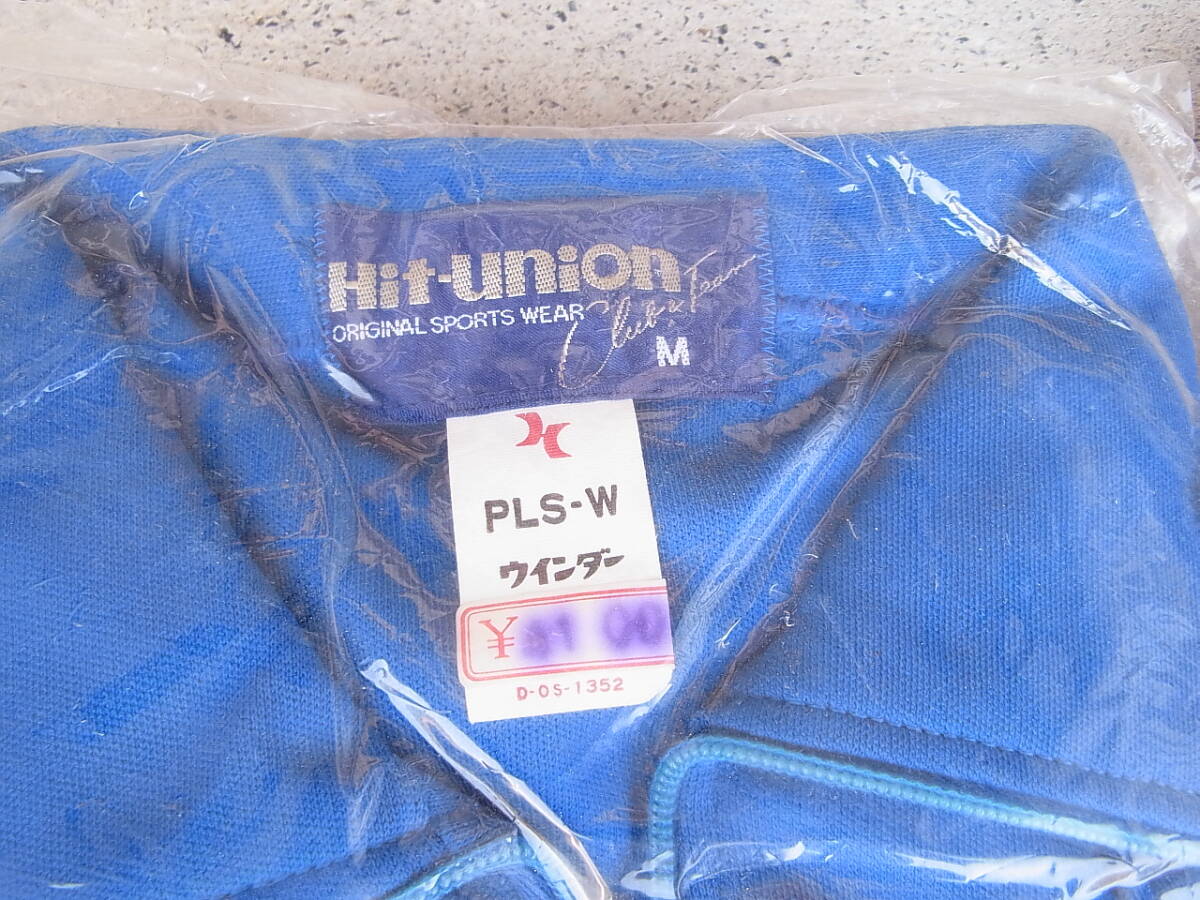 Hit-union
ORIGINAL SPORTS WEAR
Club & Team
M
PLS-W
ウインダー
¥
D-OS-1352